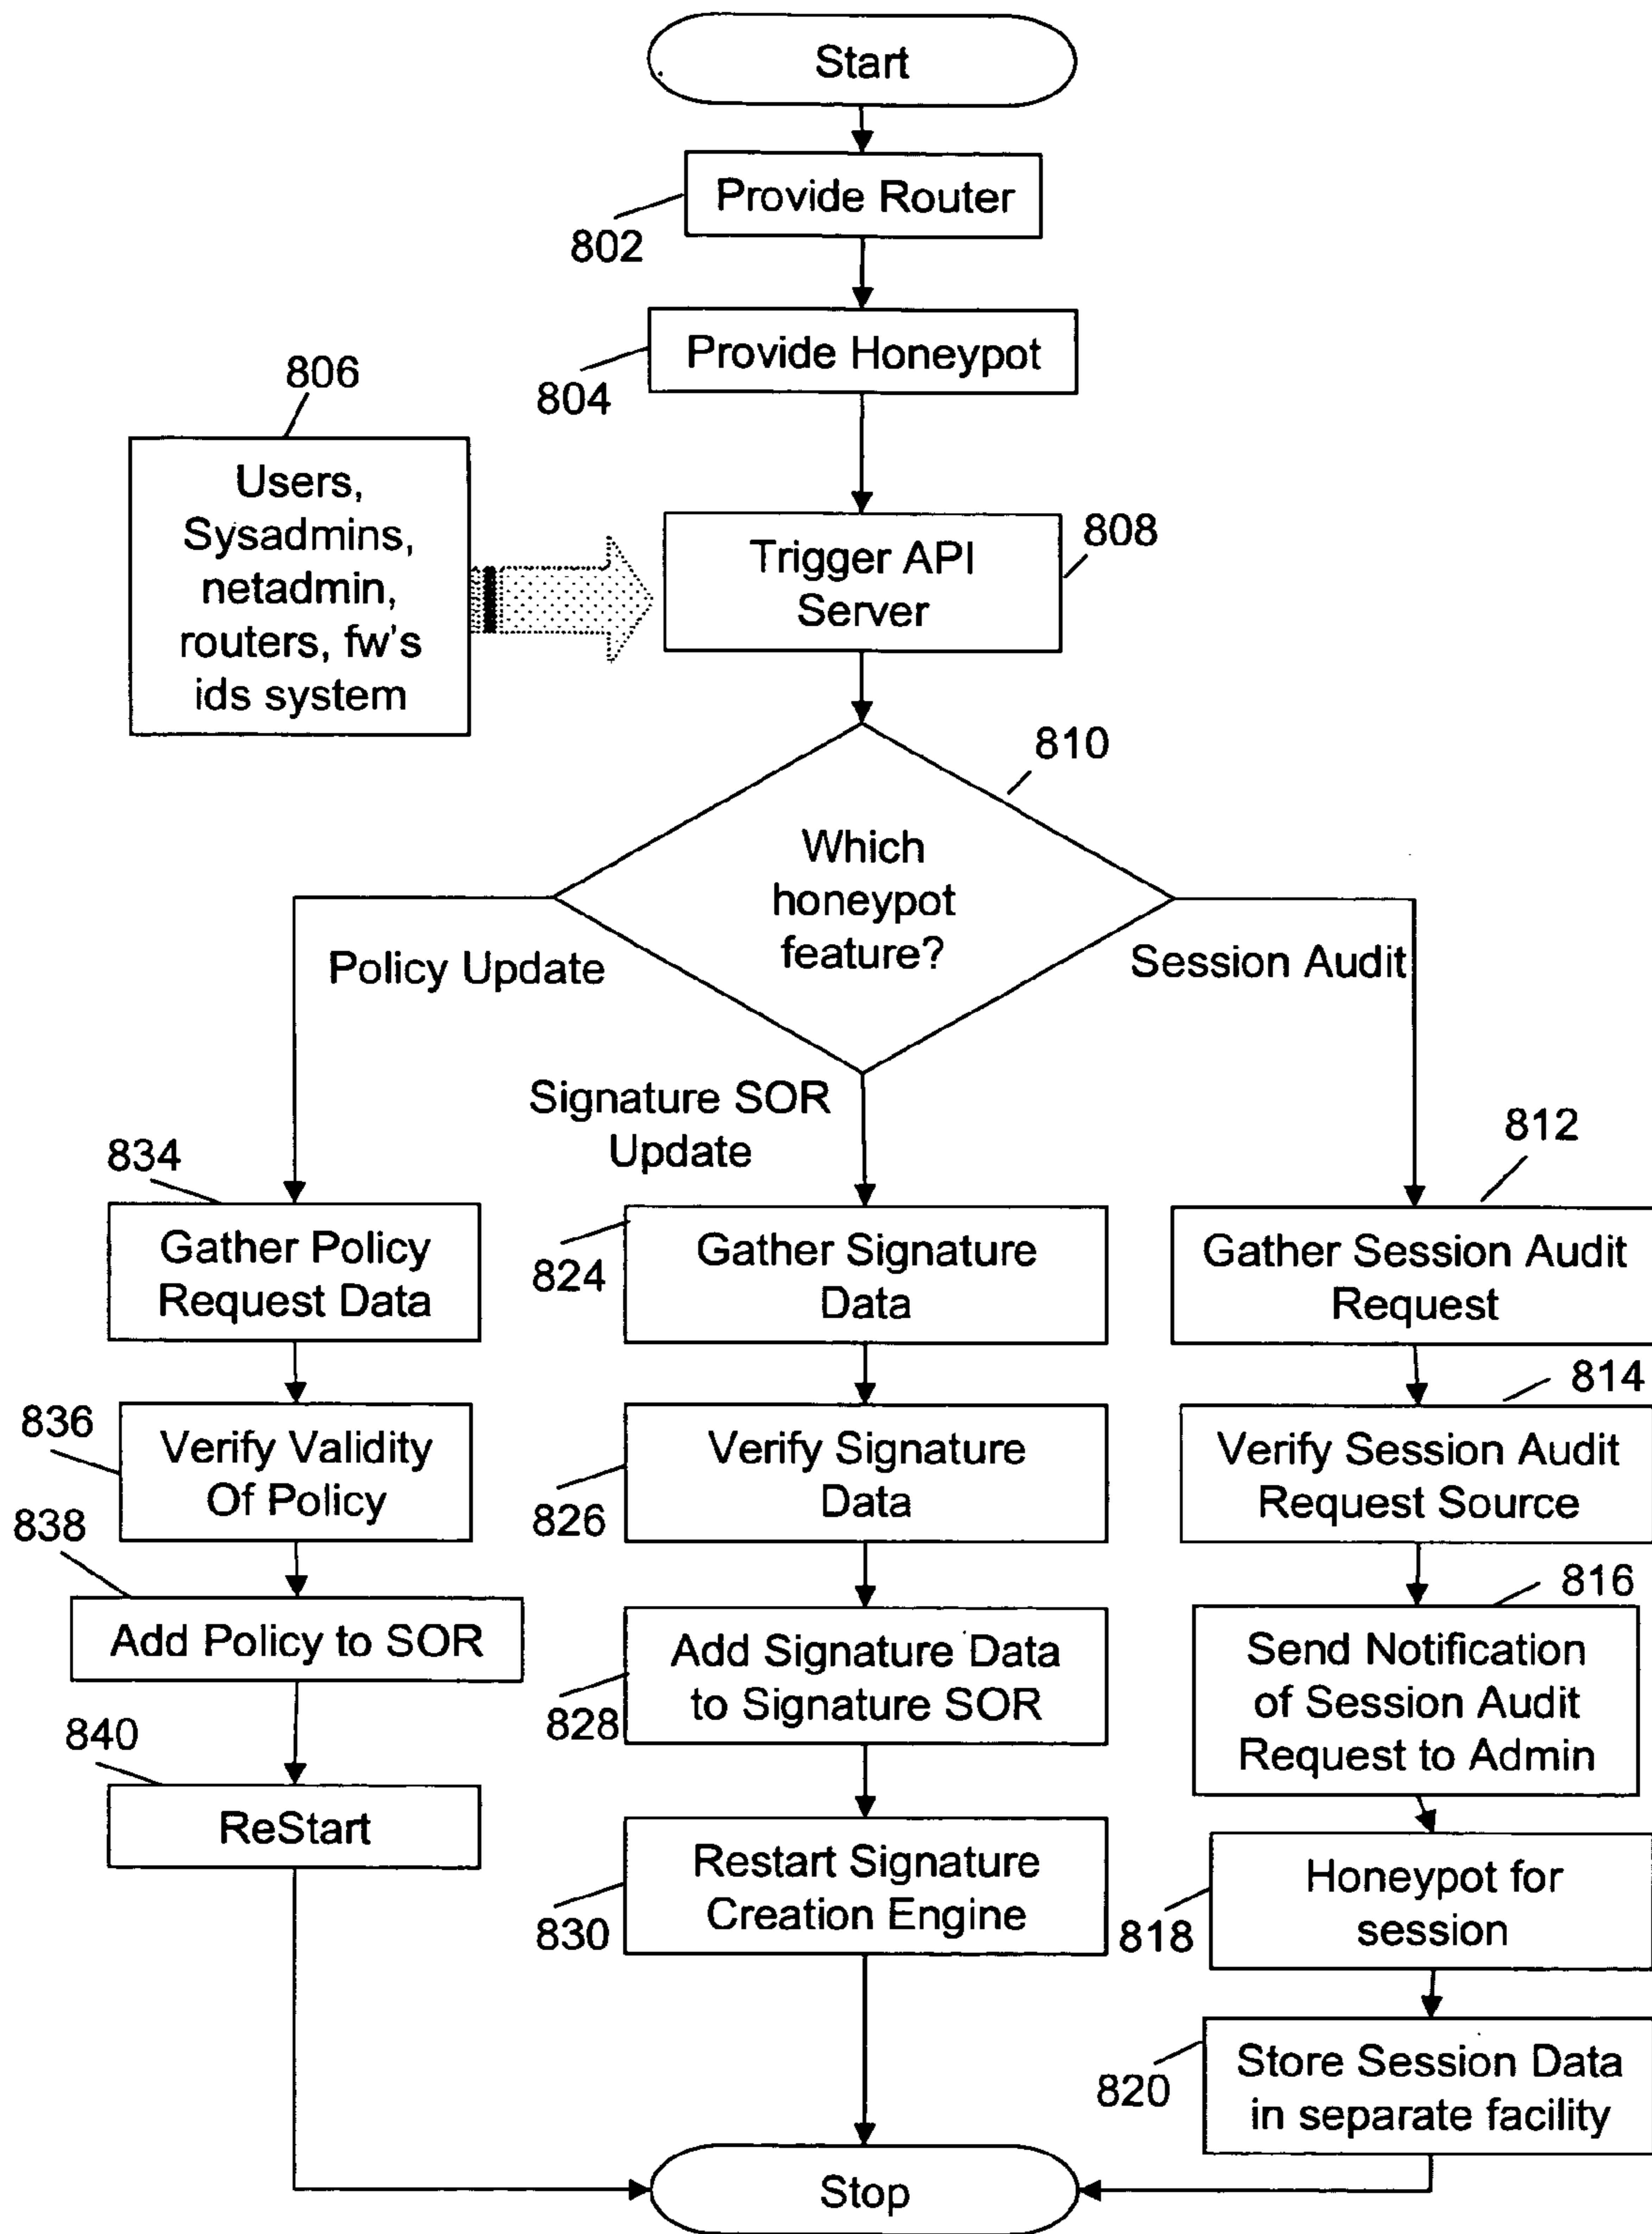 Start
Provide Router
802
Provide Honeypot
804
806
Users,
Sysadmins,
netadmin,
routers, fw's
ids system
Trigger API
Server
808
810
Which
honeypot
feature?
Policy Update
Signature SOR
Update
Session Audit
834
Gather Policy
Request Data
836
Verify Validity
Of Policy
838
Add Policy to SOR
840
ReStart
824
Gather Signature
Data
826
Verify Signature
Data
828
Add Signature Data
to Signature SOR
830
Restart Signature
Creation Engine
812
Gather Session Audit
Request
814
Verify Session Audit
Request Source
816
Send Notification
of Session Audit
Request to Admin
818
Honeypot for
session
820
Store Session Data
in separate facility
Stop